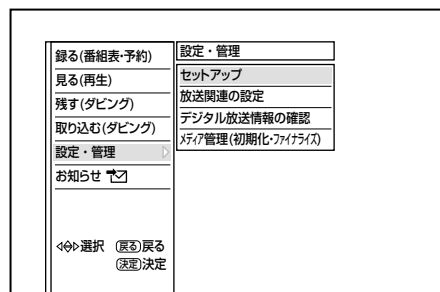 録る(番組表・予約)
見る(再生)
残す(ダビング)
取り込む(ダビング)
設定・管理
お知らせ
選択 戻る戻る
決定決定
設定・管理
セットアップ
放送関連の設定
デジタル放送情報の確認
メディア管理(初期化・ファイナライズ)